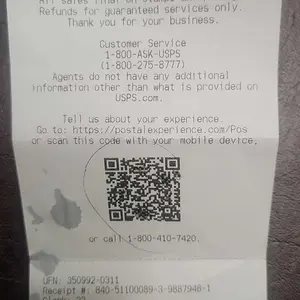 All sales final on stamps
Refunds for guaranteed services only.
Thank you for your business.
Customer Service
1-800-ASK-USPS
(1-800-275-8777)
Agents do not have any additional
information other than what is provided on
USPS.com.
Tell us about your experience.
Go to: https://postalexperience.com/Pos
or scan this code with your mobile device,
or call 1-800-410-7420.
UFN: 350992-0311
Receipt #: 840-51100089-3-9887948-1